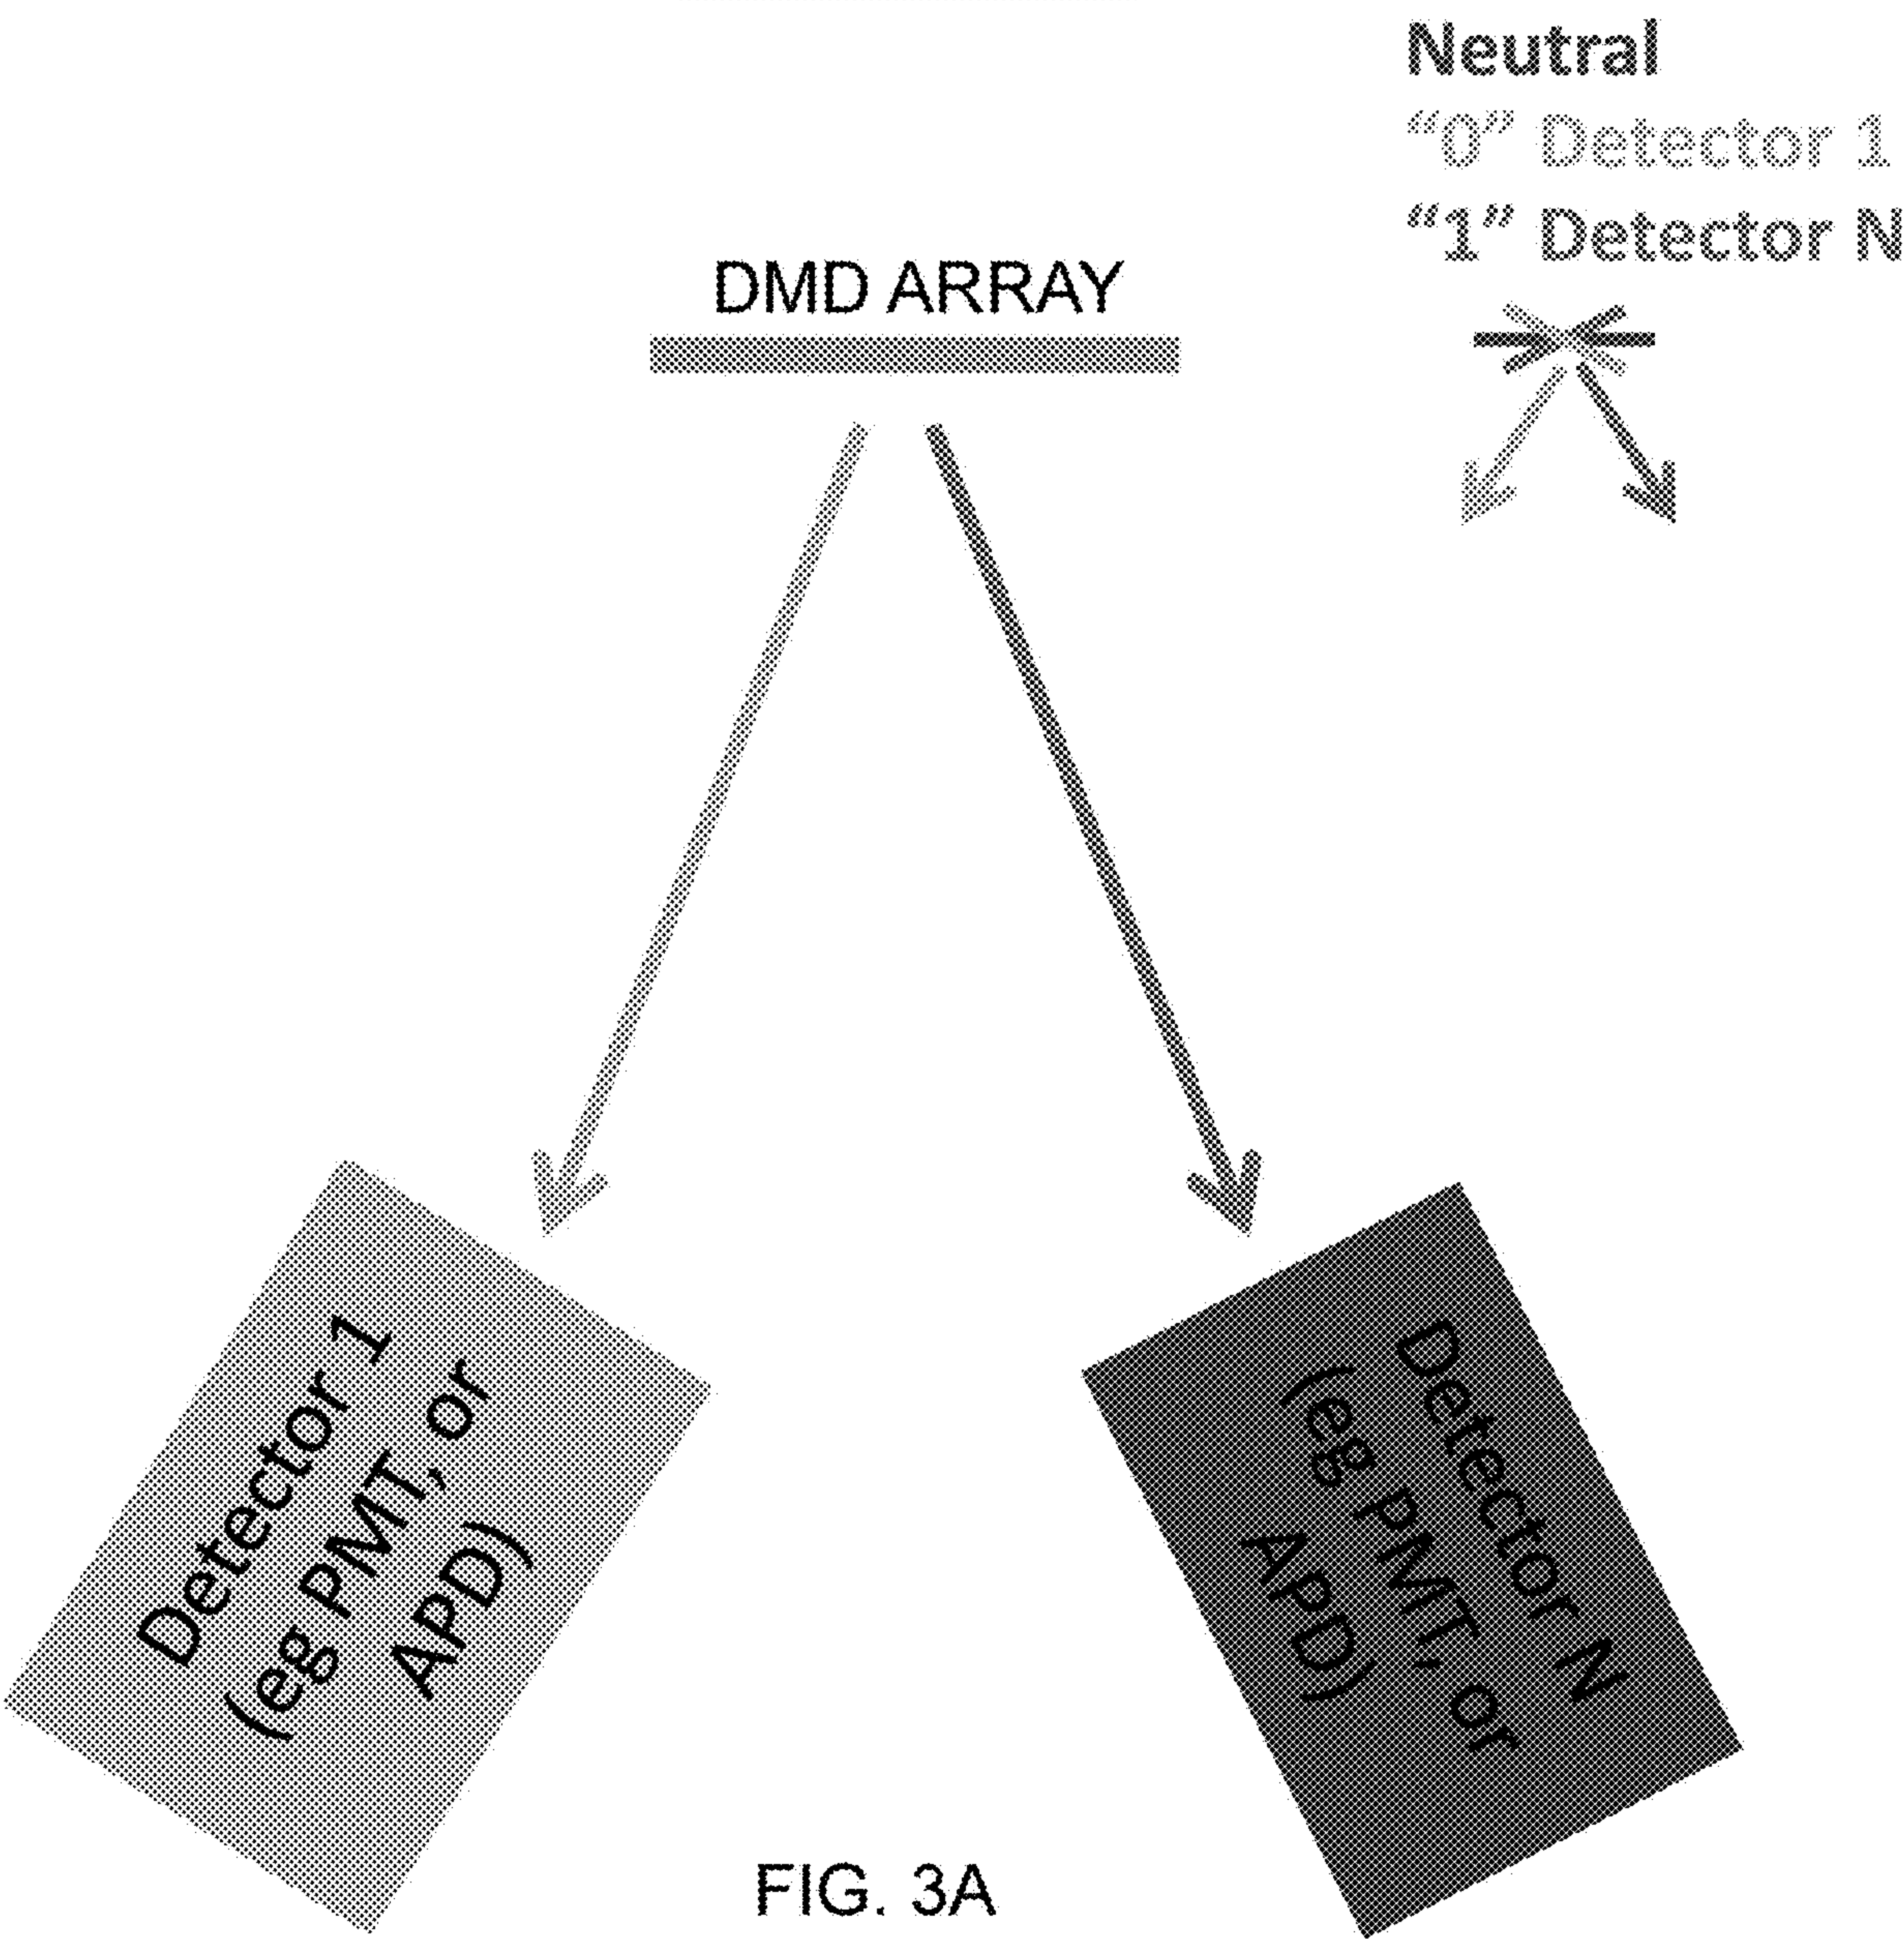 Neutral
“0” Detector 1
“1” Detector N
DMD ARRAY
Detector 1
(eg PMT, or
APD)
Detector N
(eg PMT, or
APD)
FIG. 3A